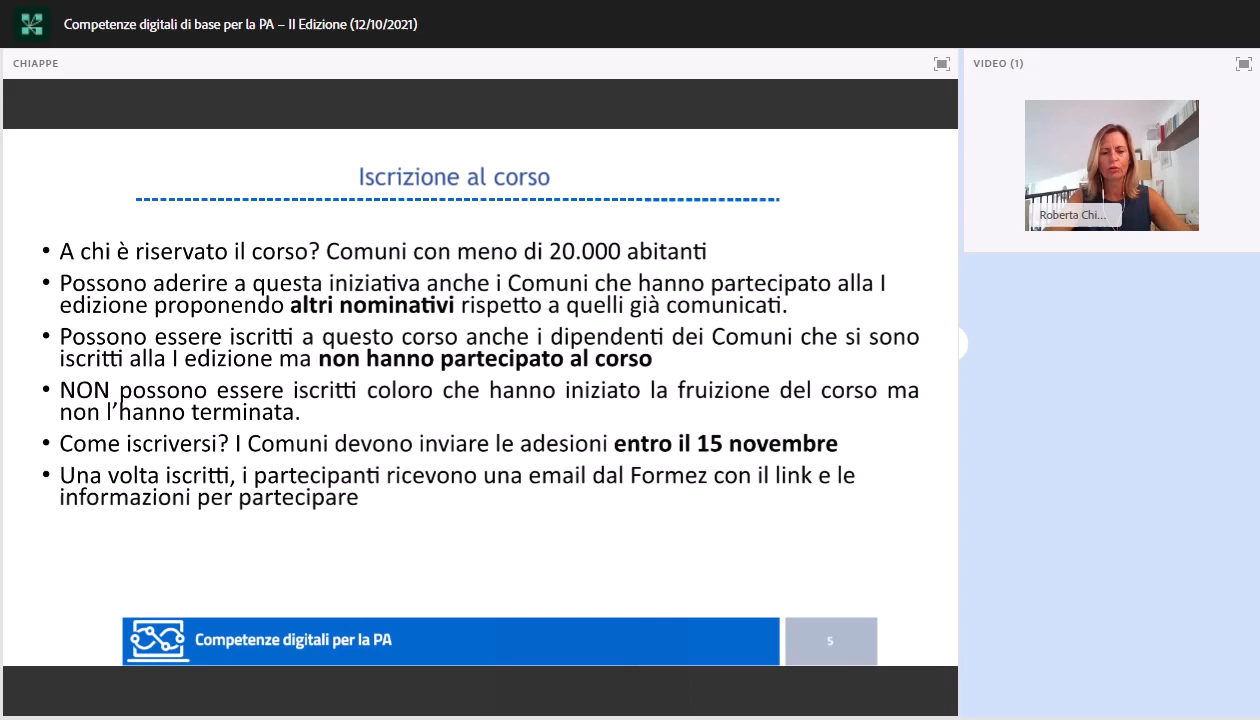 Competenze digitali di base per la PA – II Edizione (12/10/2021)
CHIAPPE
VIDEO (1)
Iscrizione al corso
• A chi è riservato il corso? Comuni con meno di 20.000 abitanti
• Possono aderire a questa iniziativa anche i Comuni che hanno partecipato alla I
edizione proponendo altri nominativi rispetto a quelli già comunicati.
• Possono essere iscritti a questo corso anche i dipendenti dei Comuni che si sono
iscritti alla I edizione ma non hanno partecipato al corso
• NON possono essere iscritti coloro che hanno iniziato la fruizione del corso ma
non l’hanno terminata.
• Come iscriversi? I Comuni devono inviare le adesioni entro il 15 novembre
• Una volta iscritti, i partecipanti ricevono una email dal Formez con il link e le
informazioni per partecipare
Roberta Chi...
Competenze digitali per la PA
5